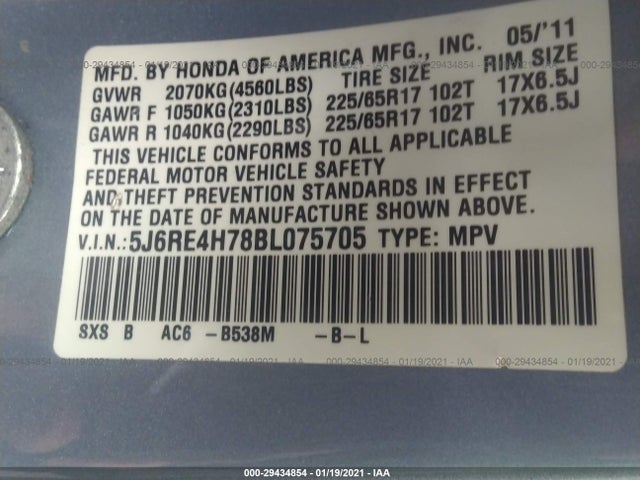 MFD. BY HONDA OF AMERICA MFG., INC. 05/'11
GVWR 2070KG(4560LBS) TIRE SIZE RIM SIZE
GAWR F 1050KG(2310LBS) 225/65R17 102T 17X6.5J
GAWR R 1040KG(2290LBS) 225/65R17 102T 17X6.5J
THIS VEHICLE CONFORMS TO ALL APPLICABLE
FEDERAL MOTOR VEHICLE SAFETY
AND THEFT PREVENTION STANDARDS IN EFFECT
ON THE DATE OF MANUFACTURE SHOWN ABOVE.
V.I.N.:5J6RE4H78BL075705 TYPE: MPV
SXS B AC6 -B538M -B-L
000-29434854 - 01/19/2021 - IAA